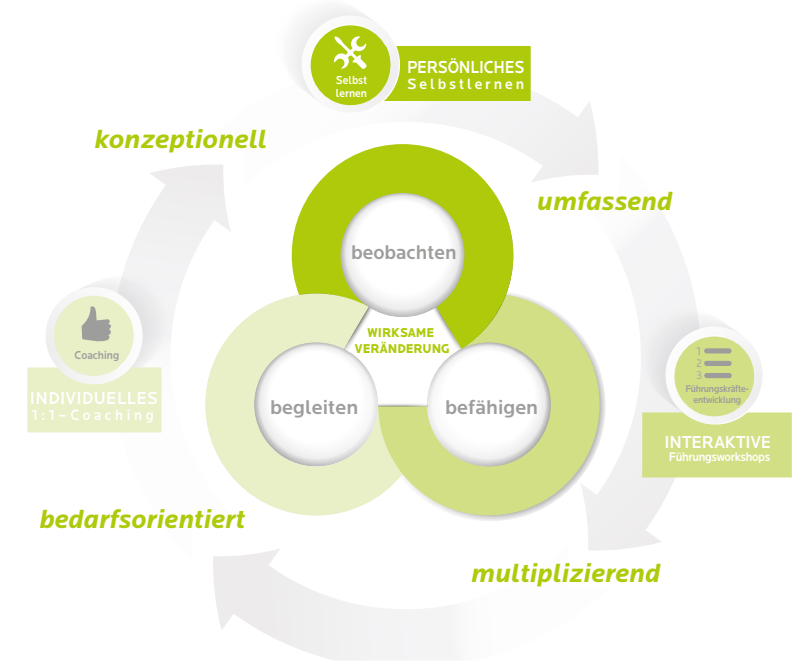 Selbst
lernen
PERSÖNLICHES
Selbstlernen
konzeptionell
umfassend
beobachten
WIRKSAME
VERÄNDERUNG
Coaching
INDIVIDUELLES
1:1-Coaching
1
2
3
Führungskräfte-
entwicklung
INTERAKTIVE
Führungsworkshops
begleiten
befähigen
bedarfsorientiert
multiplizierend